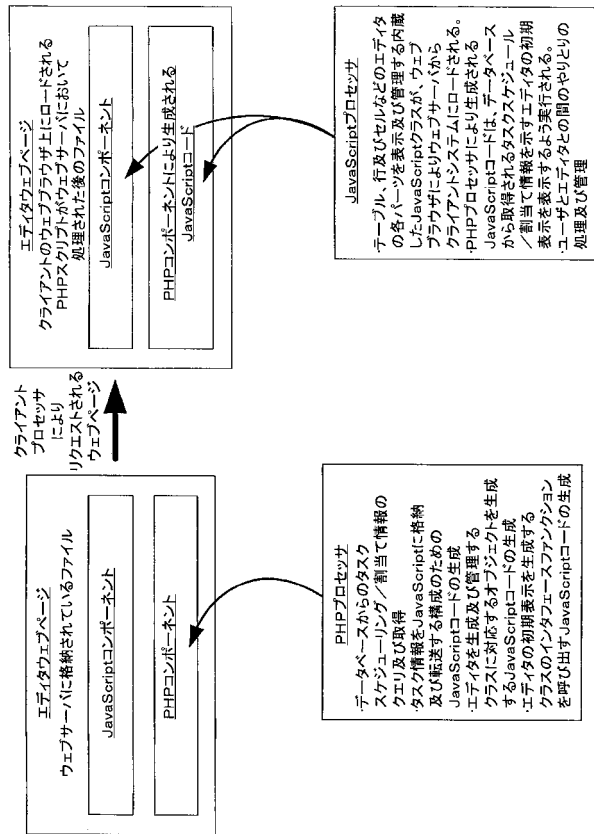 エディタウェブページ
ウェブサーバに格納されているファイル
JavaScriptコンポーネント
PHPコンポーネント
クライアント
プロセッサ
により
リクエストされる
ウェブページ
エディタウェブページ
クライアントのウェブブラウザ上にロードされる
PHPスクリプトがウェブサーバにおいて
処理された後のファイル
JavaScriptコンポーネント
PHPコンポーネントにより生成される
JavaScriptコード
PHPプロセッサ
・データベースからのタスク
スケジューリング／割当て情報の
クエリ及び取得
・タスク情報をJavaScriptに格納
及び転送する構成のための
JavaScriptコードの生成
・エディタを生成及び管理する
クラスに対応するオブジェクトを生成
するJavaScriptコードの生成
・エディタの初期表示を生成する
クラスのインタフェースファンクション
を呼び出すJavaScriptコードの生成
JavaScriptプロセッサ
・テーブル、行及びセルなどのエディタ
の各パーツを表示及び管理する内蔵
したJavaScriptクラスが、ウェブ
ブラウザによりウェブサーバから
クライアントシステムにロードされる。
・PHPプロセッサにより生成される
JavaScriptコードは、データベース
から取得されるタスクスケジュール
／割当て情報を示すエディタの初期
表示を表示するよう実行される。
・ユーザとエディタとの間のやりとりの
処理及び管理